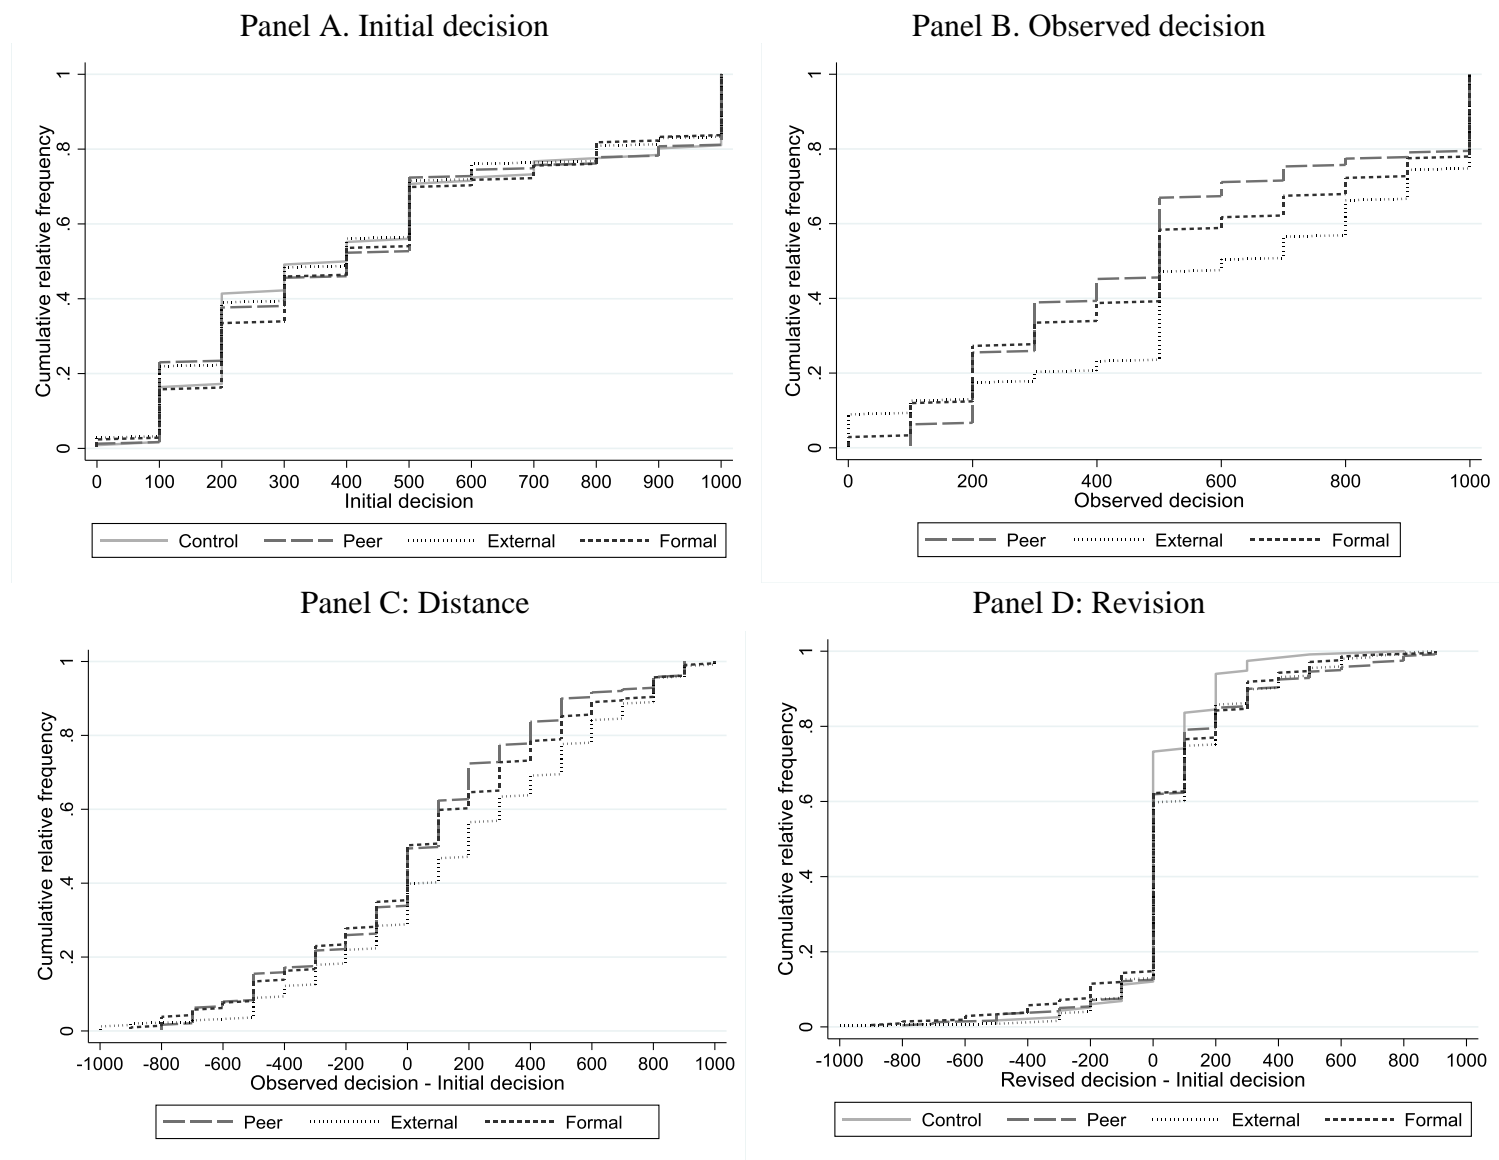 Panel A. Initial decision
Cumulative relative frequency
1
.8
.6
.4
.2
0
0 100 200 300 400 500 600 700 800 900 1000
Initial decision
Control Peer External Formal
Panel B. Observed decision
Cumulative relative frequency
1
.8
.6
.4
.2
0
0 200 400 600 800 1000
Observed decision
Peer External Formal
Panel C: Distance
Cumulative relative frequency
1
.8
.6
.4
.2
0
-1000 -800 -600 -400 -200 0 200 400 600 800 1000
Observed decision - Initial decision
Peer External Formal
Panel D: Revision
Cumulative relative frequency
1
.8
.6
.4
.2
0
-1000 -800 -600 -400 -200 0 200 400 600 800 1000
Revised decision - Initial decision
Control Peer External Formal